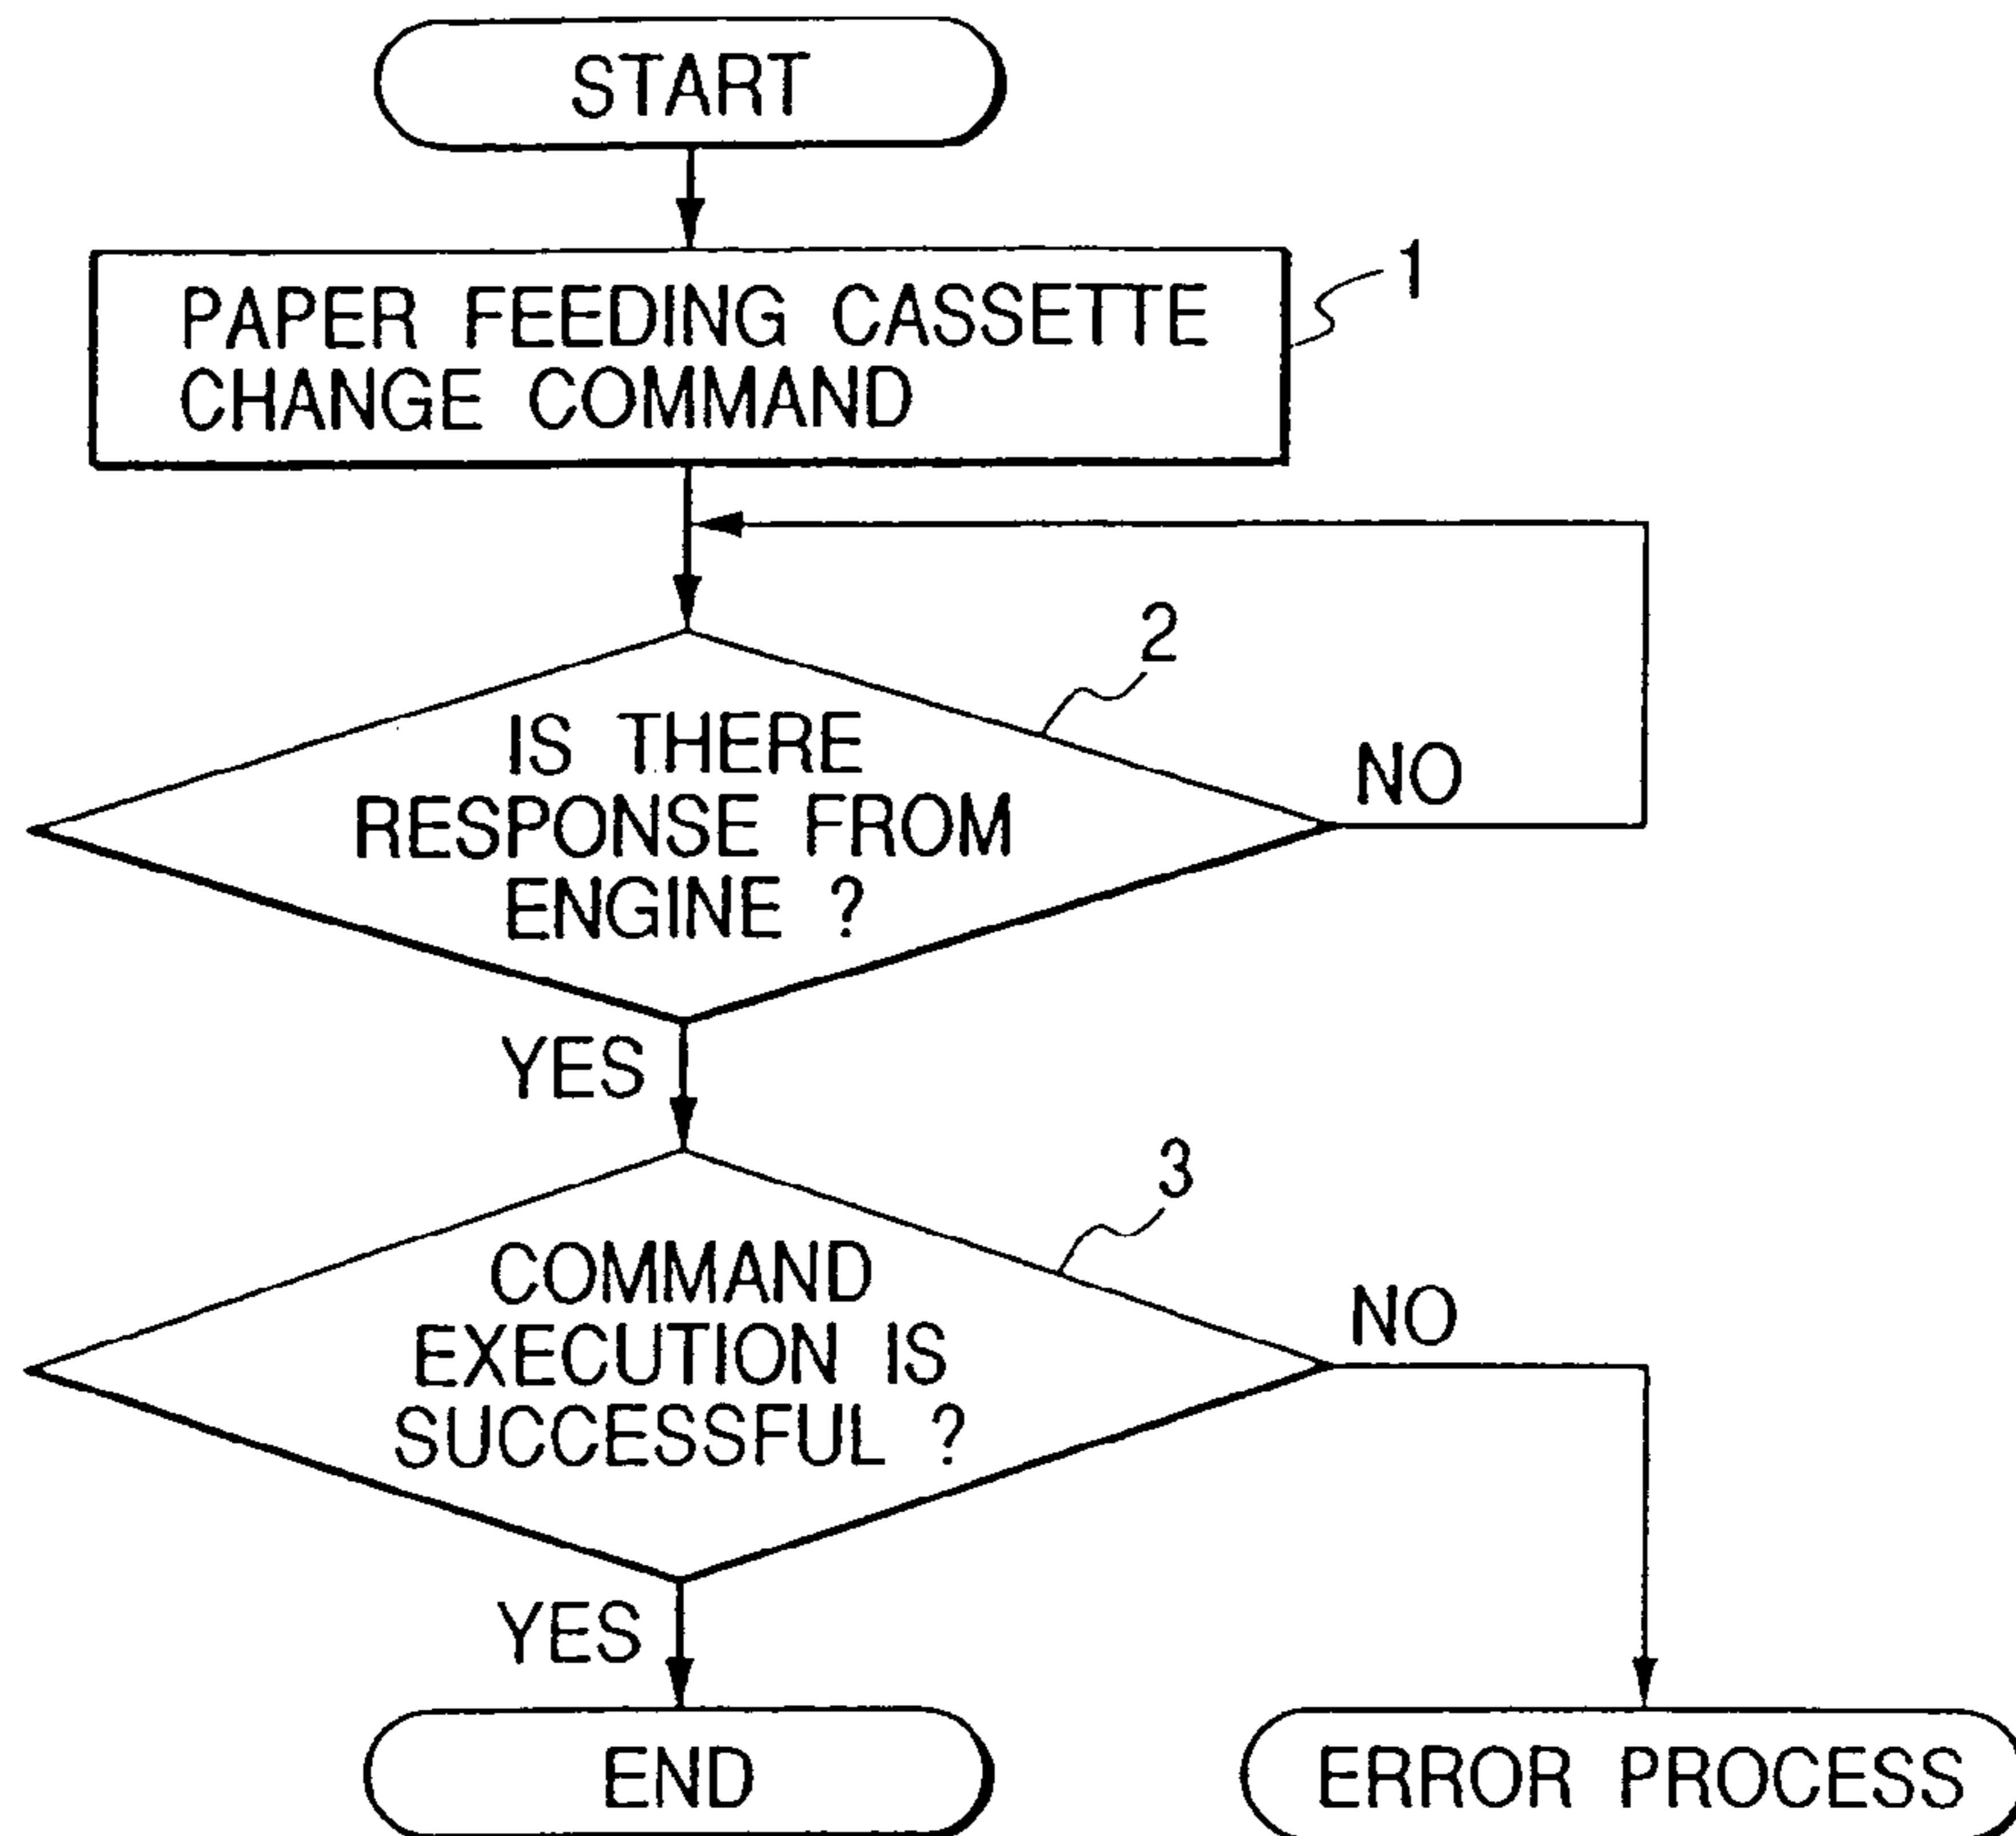 START
PAPER FEEDING CASSETTE
CHANGE COMMAND
1
2
IS THERE
RESPONSE FROM
ENGINE ?
NO
YES
3
COMMAND
EXECUTION IS
SUCCESSFUL ?
NO
YES
END
ERROR PROCESS